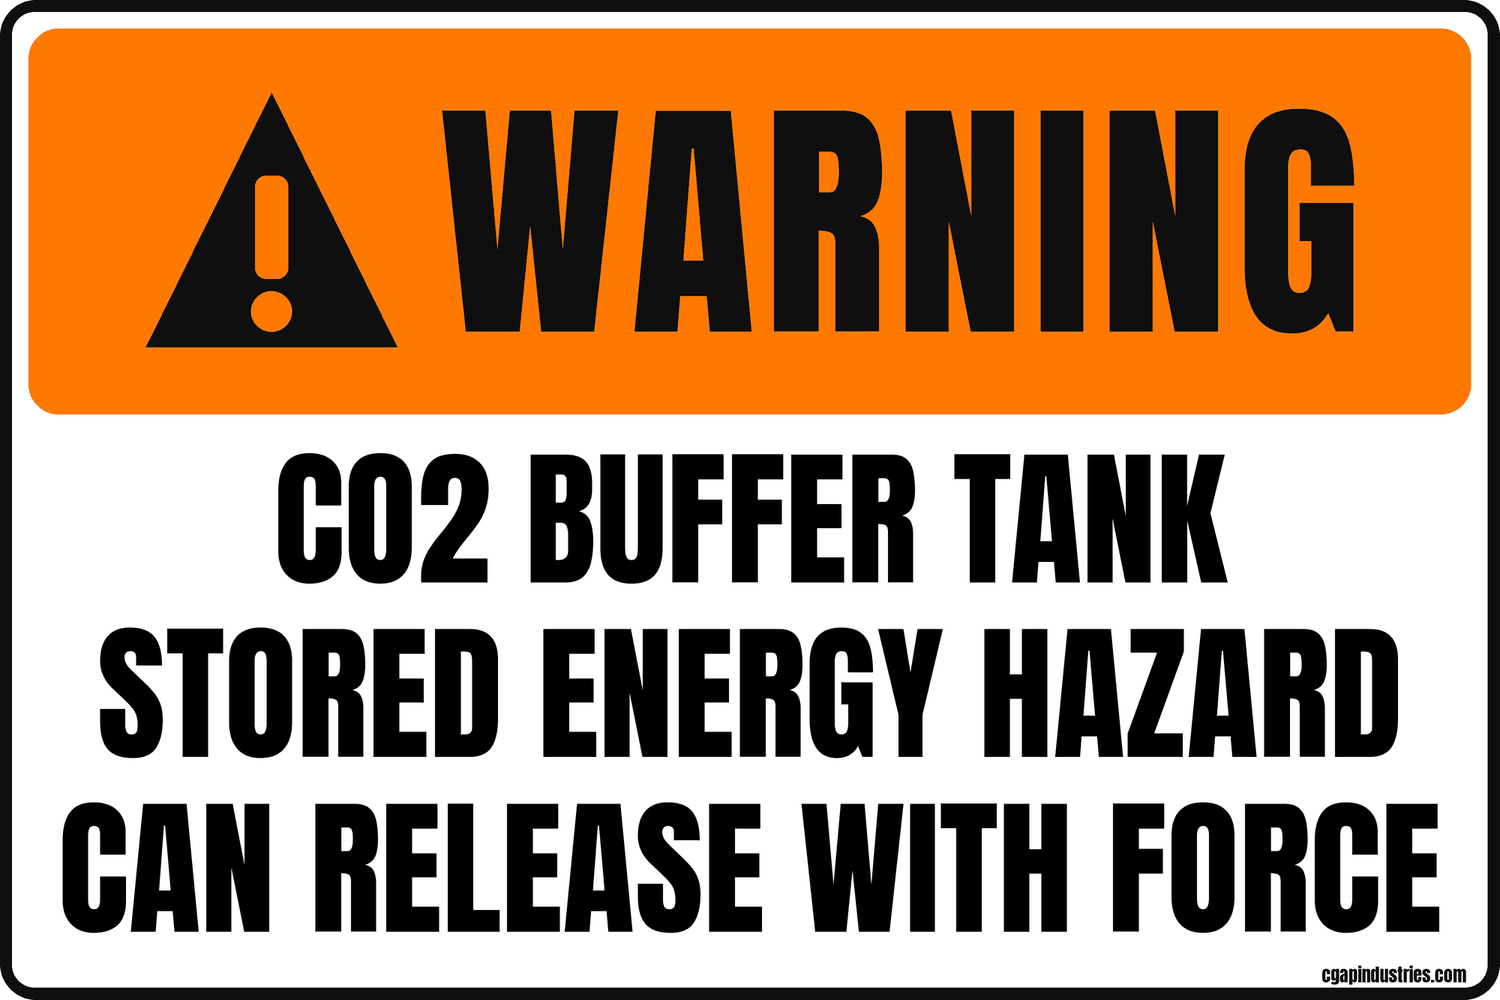 WARNING
CO2 BUFFER TANK
STORED ENERGY HAZARD
CAN RELEASE WITH FORCE
cgapindustries.com